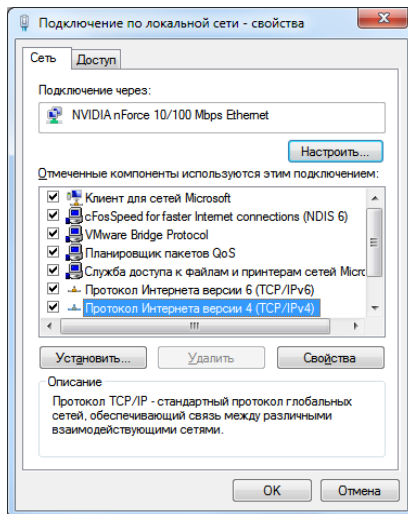 Подключение по локальной сети - свойства
Сеть
Доступ
Подключение через:
NVIDIA nForce 10/100 Mbps Ethernet
Настроить...
Отмеченные компоненты используются этим подключением:
Клиент для сетей Microsoft
cFosSpeed for faster Internet connections (NDIS 6)
VMware Bridge Protocol
Планировщик пакетов QoS
Служба доступа к файлам и принтерам сетей Micro
Протокол Интернета версии 6 (TCP/IPv6)
Протокол Интернета версии 4 (TCP/IPv4)
Установить...
Удалить
Свойства
Описание
Протокол TCP/IP - стандартный протокол глобальных
сетей, обеспечивающий связь между различными
взаимодействующими сетями.
OK
Отмена